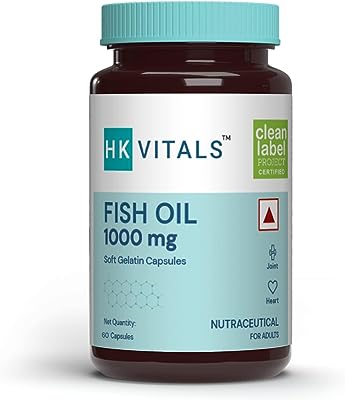 HK VITALS™
clean
label
PROJECT
CERTIFIED
FISH OIL
1000 mg
Soft Gelatin Capsules
Joint
Heart
Net Quantity:
60 Capsules
NUTRACEUTICAL
FOR ADULTS